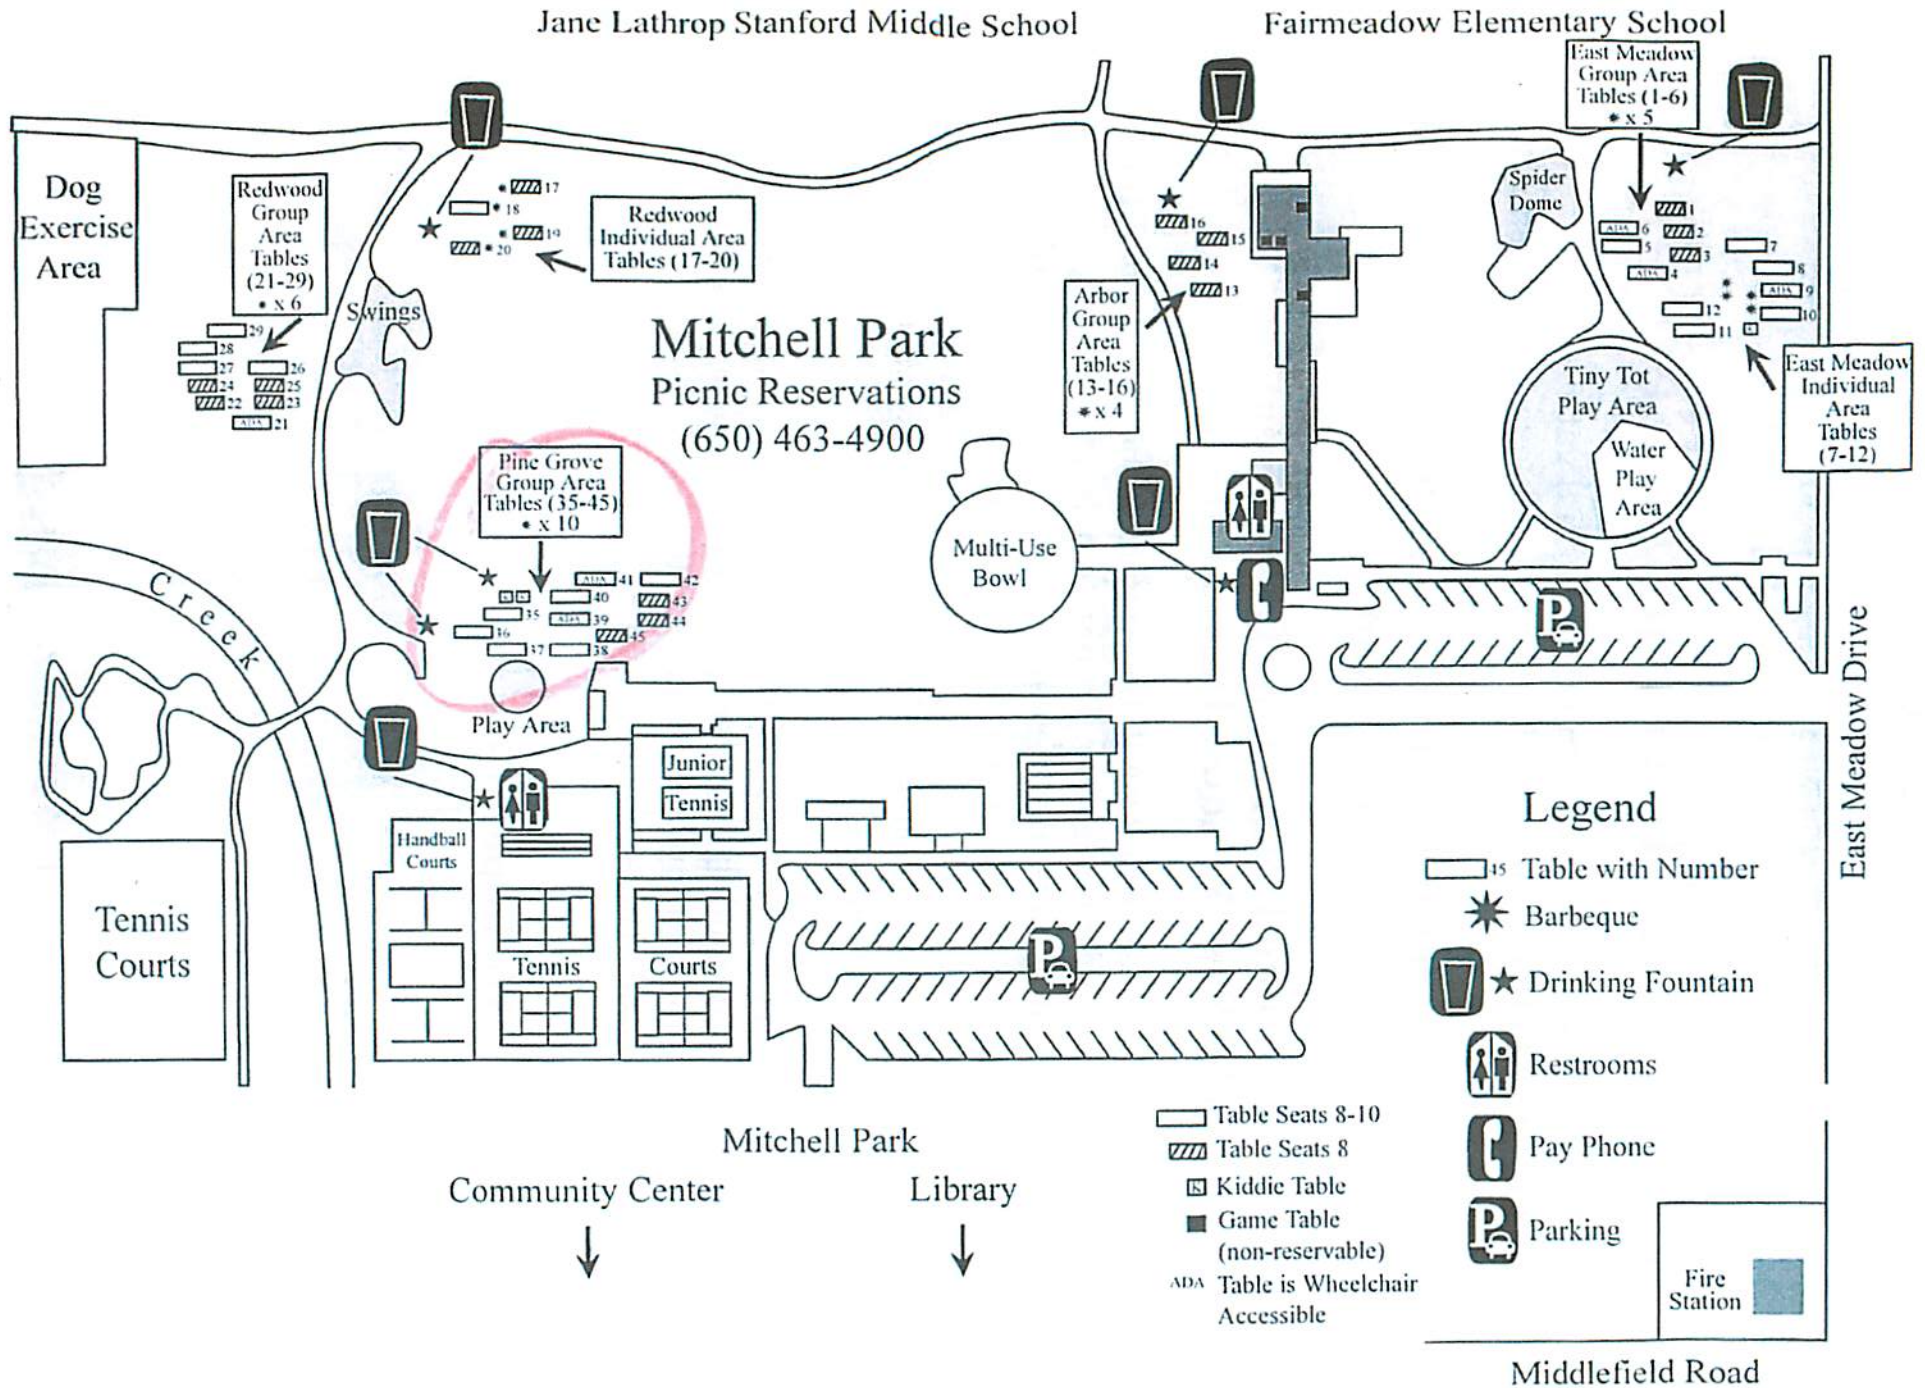 Jane Lathrop Stanford Middle School
Fairmeadow Elementary School
East Meadow
Group Area
Tables (1-6)
* x 5
Dog
Exercise
Area
Redwood
Group
Area
Tables
(21-29)
* x 6
17
18
19
20
Redwood
Individual Area
Tables (17-20)
Spider
Dome
16
15
14
13
1
ADA 6
2
5
3
ADA 4
7
8
ADA 9
10
12
11
K
Swings
29
28
27
26
24
25
22
23
ADA 21
Mitchell Park
Picnic Reservations
(650) 463-4900
Arbor
Group
Area
Tables
(13-16)
* x 4
East Meadow
Individual
Area
Tables
(7-12)
Tiny Tot
Play Area
Water
Play
Area
Pine Grove
Group Area
Tables (35-45)
* x 10
Multi-Use
Bowl
ADA 41
42
K K
40
43
35
ADA 39
44
36
45
37
38
Creek
Play Area
P
East Meadow Drive
Junior
Tennis
Handball
Courts
Tennis
Courts
Tennis
Courts
P
Legend
45 Table with Number
Barbeque
Drinking Fountain
Restrooms
Pay Phone
P Parking
Mitchell Park
Community Center
Library
Table Seats 8-10
Table Seats 8
K Kiddie Table
Game Table
(non-reservable)
ADA Table is Wheelchair
Accessible
Fire
Station
Middlefield Road